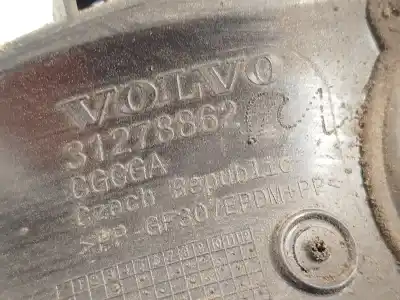 VOLVO
31278862
CGCGA
Czech Republic
>PP-GF30/EPDM+PP<